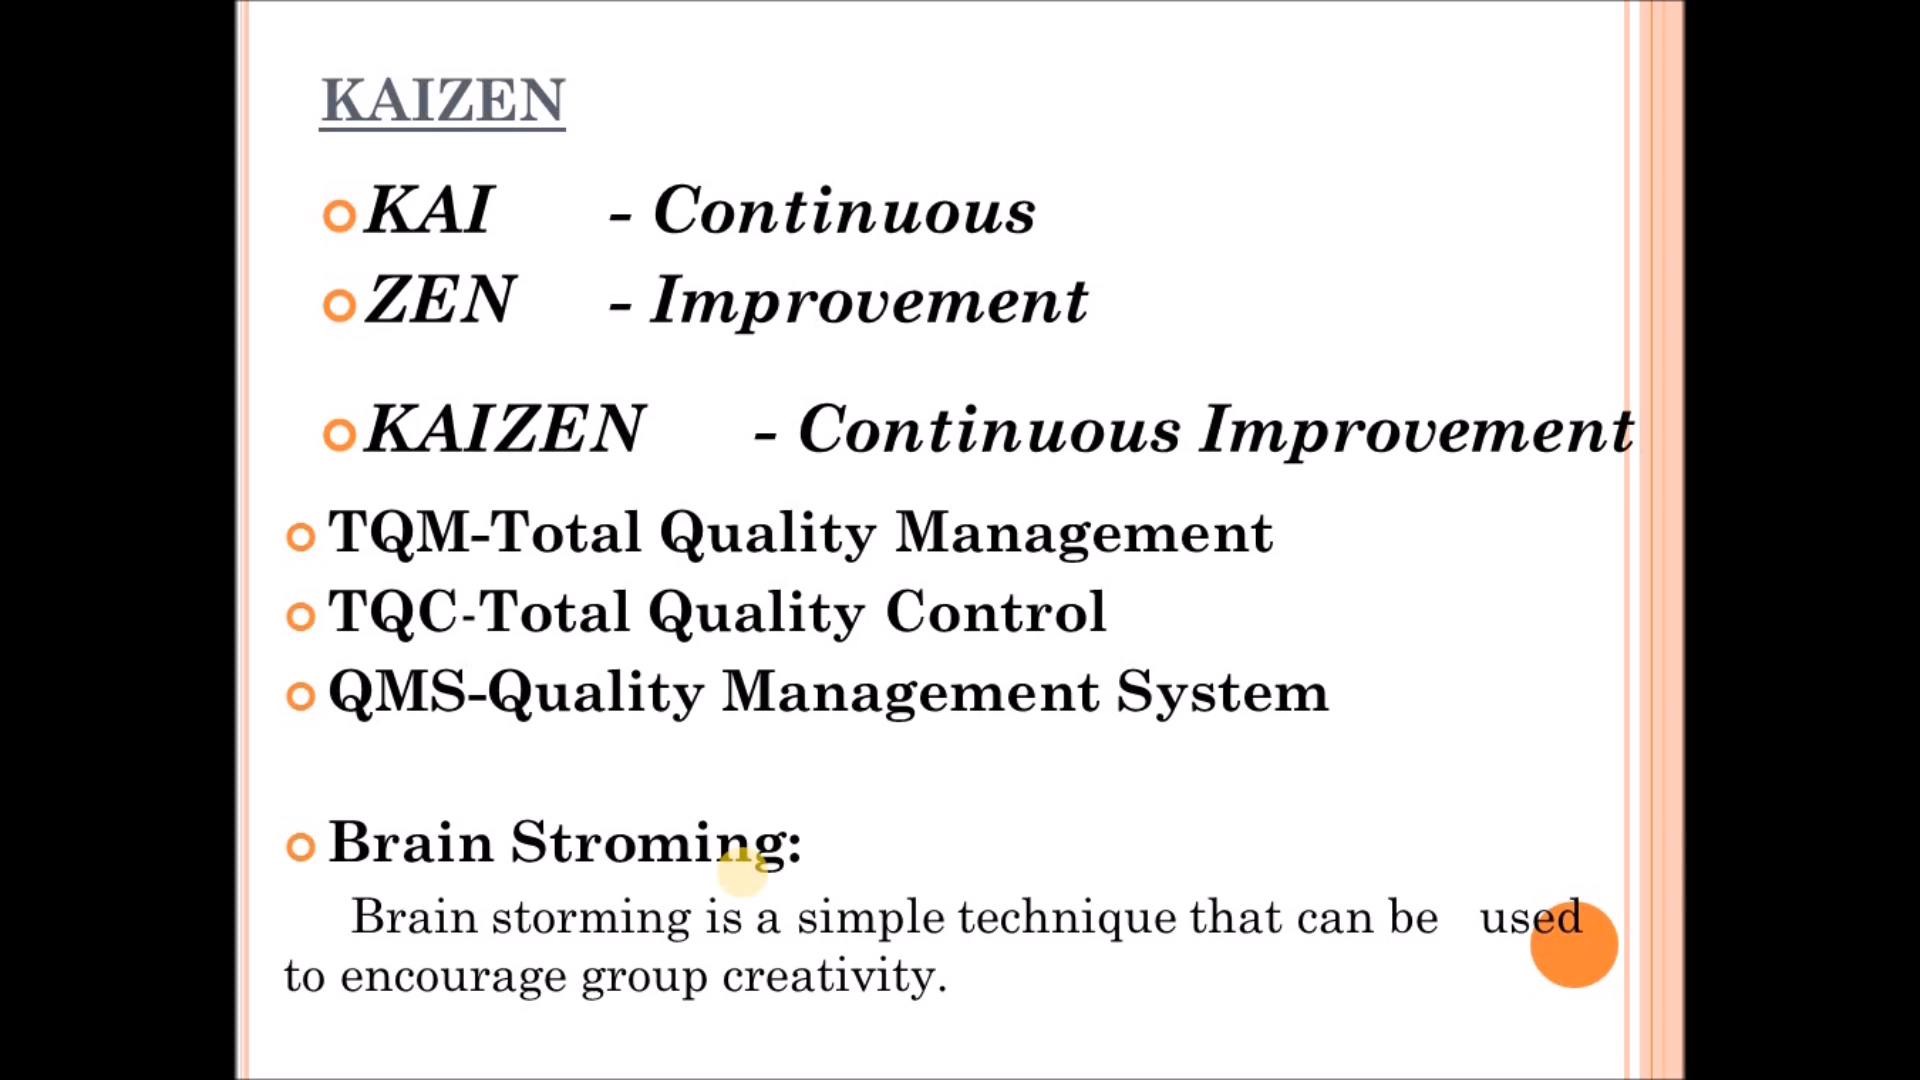 KAIZEN
KAI - Continuous
ZEN - Improvement
KAIZEN - Continuous Improvement
TQM-Total Quality Management
TQC-Total Quality Control
QMS-Quality Management System
Brain Stroming:
Brain storming is a simple technique that can be used
to encourage group creativity.